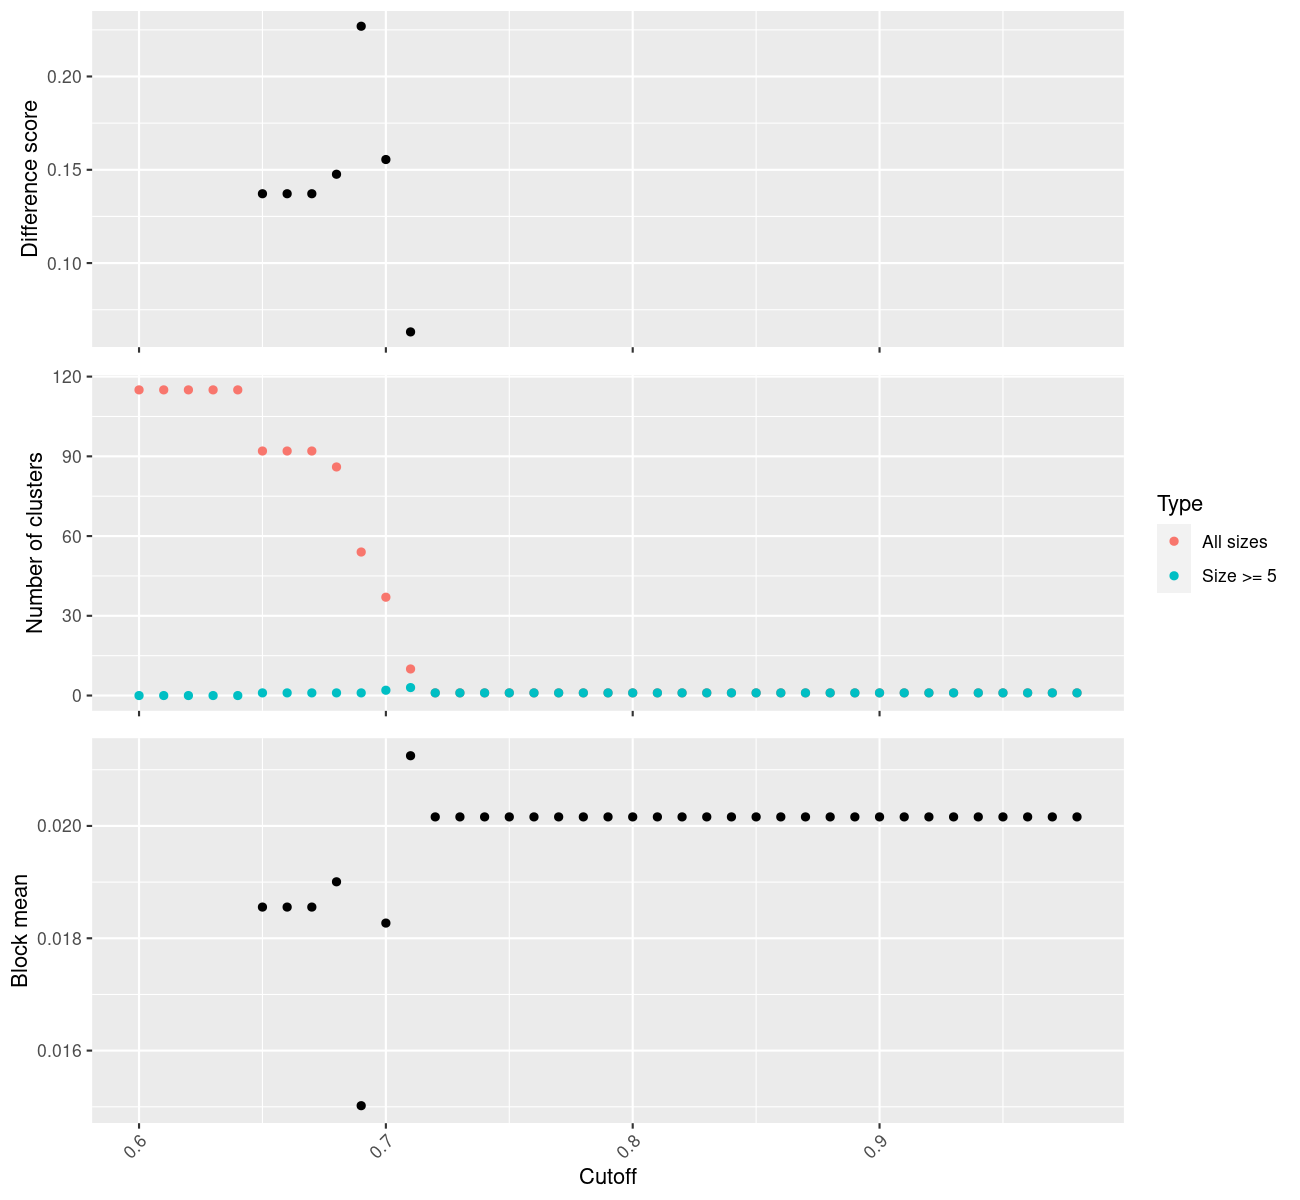 Difference score
0.20
0.15
0.10
Number of clusters
120
90
60
30
0
Type
All sizes
Size >= 5
Block mean
0.020
0.018
0.016
0.6
0.7
0.8
0.9
Cutoff